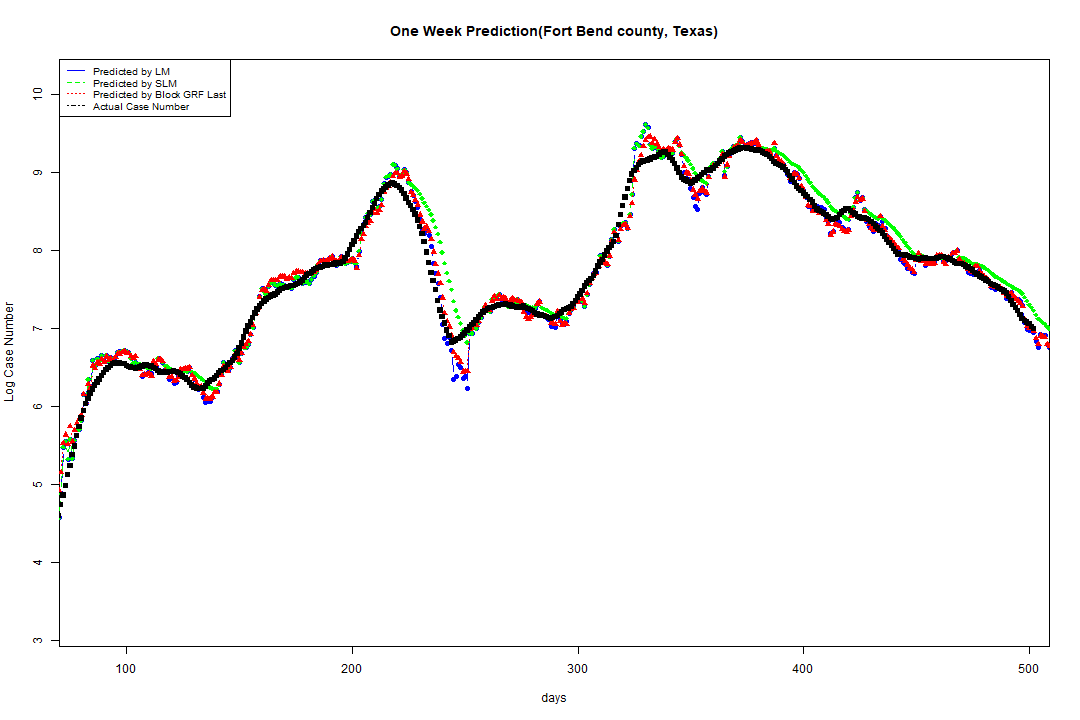 One Week Prediction(Fort Bend county, Texas)
Predicted by LM
Predicted by SLM
Predicted by Block GRF Last
Actual Case Number
10
9
8
7
6
5
4
3
Log Case Number
100 200 300 400 500
days